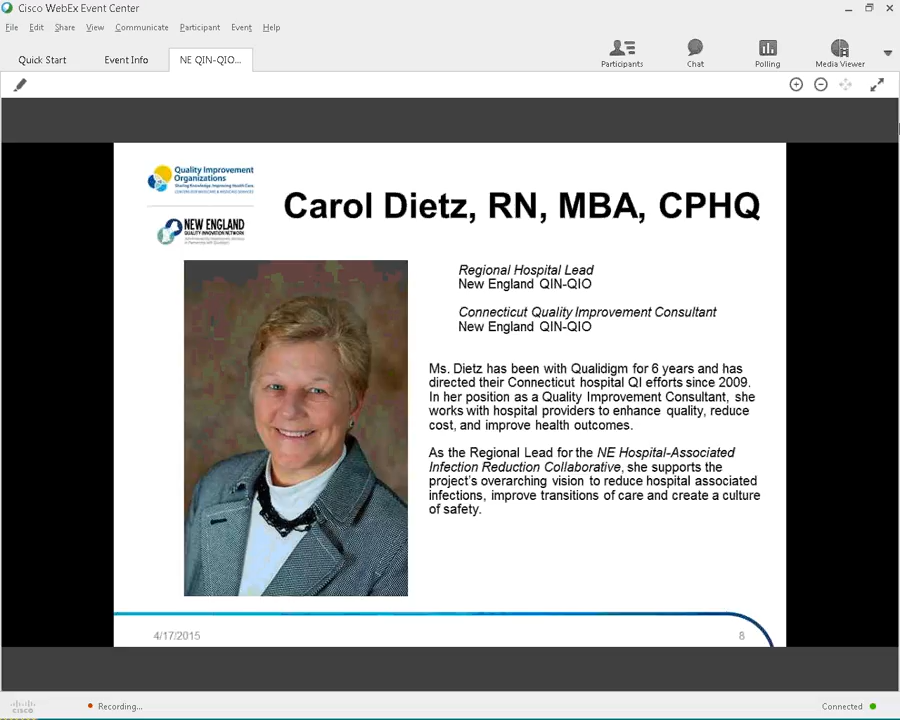 Cisco WebEx Event Center
File Edit Share View Communicate Participant Event Help
Quick Start Event Info NE QIN-QIO...
Participants Chat Polling Media Viewer
Quality Improvement
Organizations
Sharing Knowledge. Improving Health Care.
CENTERS FOR MEDICARE & MEDICAID SERVICES
NEW ENGLAND
QUALITY INNOVATION NETWORK
Carol Dietz, RN, MBA, CPHQ
Regional Hospital Lead
New England QIN-QIO
Connecticut Quality Improvement Consultant
New England QIN-QIO
Ms. Dietz has been with Qualidigm for 6 years and has
directed their Connecticut hospital QI efforts since 2009.
In her position as a Quality Improvement Consultant, she
works with hospital providers to enhance quality, reduce
cost, and improve health outcomes.
As the Regional Lead for the NE Hospital-Associated
Infection Reduction Collaborative, she supports the
project's overarching vision to reduce hospital associated
infections, improve transitions of care and create a culture
of safety.
4/17/2015 8
cisco Recording... Connected